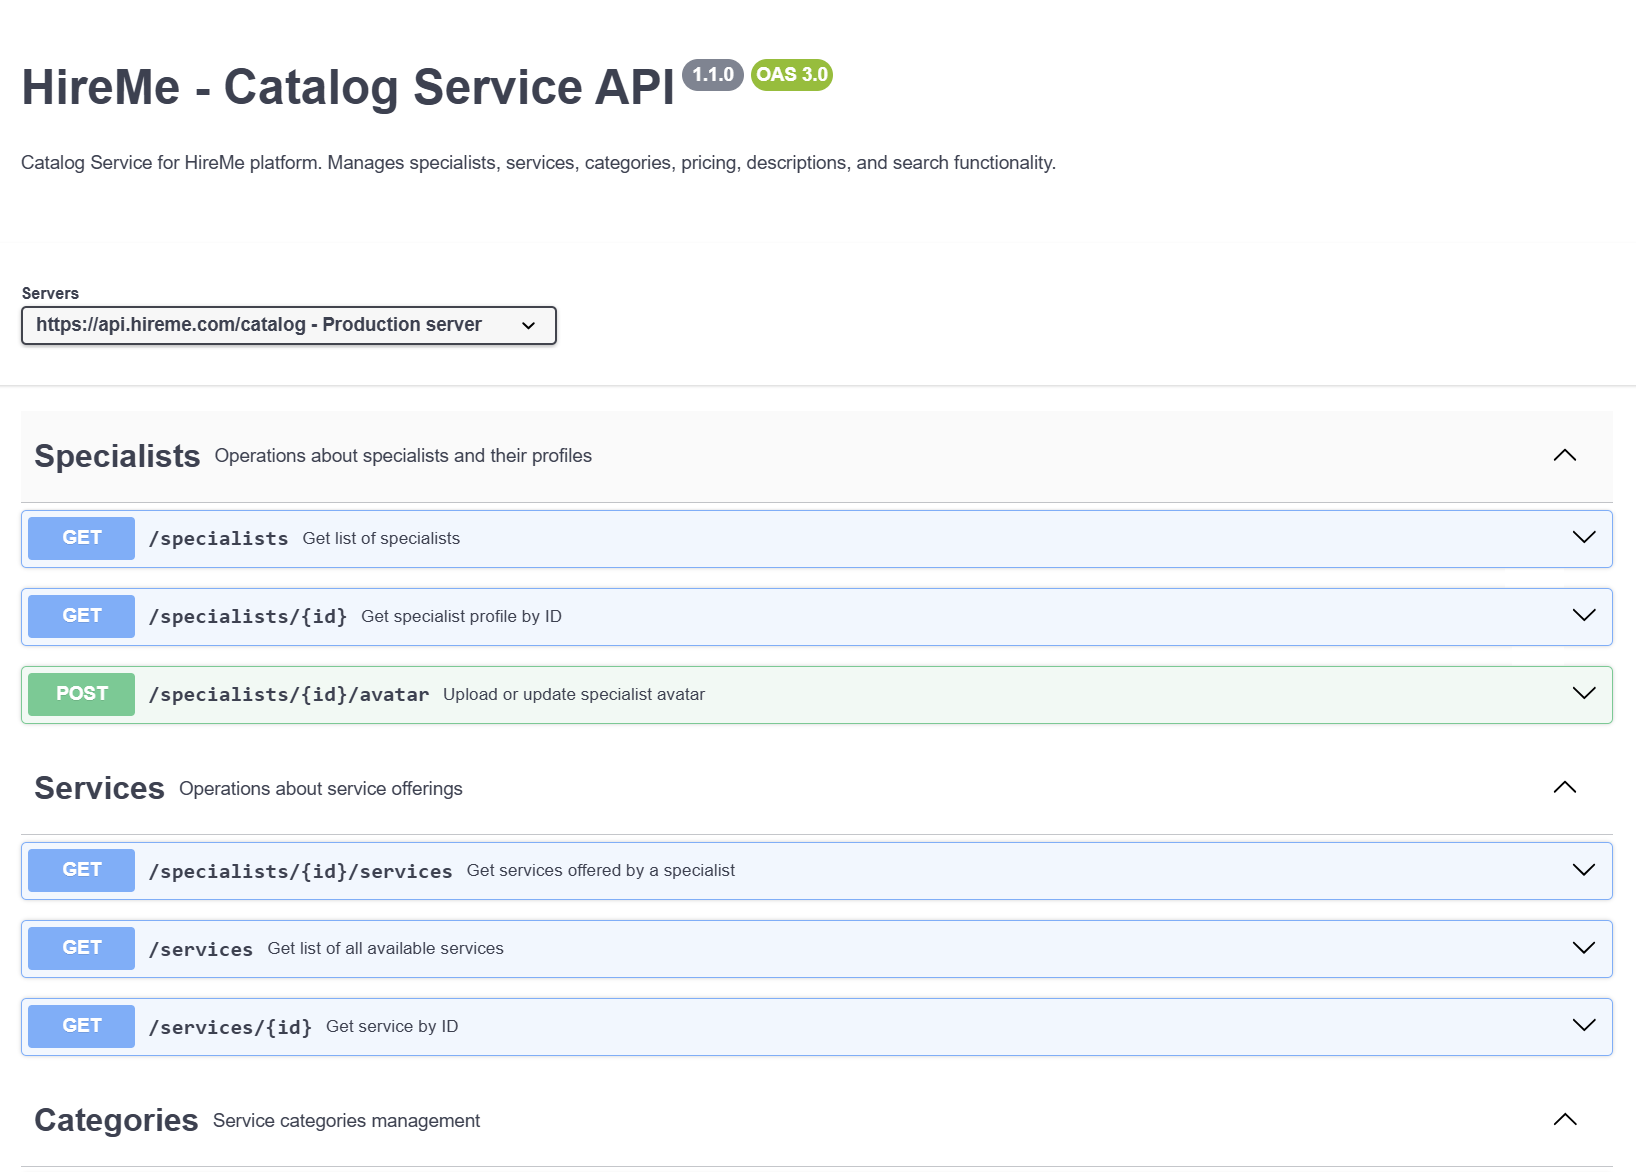 HireMe - Catalog Service API 1.1.0 OAS 3.0
Catalog Service for HireMe platform. Manages specialists, services, categories, pricing, descriptions, and search functionality.
Servers
https://api.hireme.com/catalog - Production server
Specialists Operations about specialists and their profiles
GET /specialists Get list of specialists
GET /specialists/{id} Get specialist profile by ID
POST /specialists/{id}/avatar Upload or update specialist avatar
Services Operations about service offerings
GET /specialists/{id}/services Get services offered by a specialist
GET /services Get list of all available services
GET /services/{id} Get service by ID
Categories Service categories management